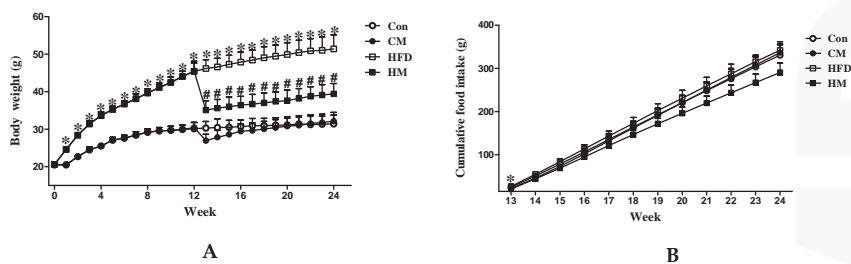 60
50
40
30
20
Body weight (g)
* * * * * * * * * * * * * * * * * * * * * * * *
# # # # # # # # # # # #
0 4 8 12 16 20 24
Week
Con
CM
HFD
HM
A
400
300
200
100
Cumulative food intake (g)
*
13 14 15 16 17 18 19 20 21 22 23 24
Week
Con
CM
HFD
HM
B